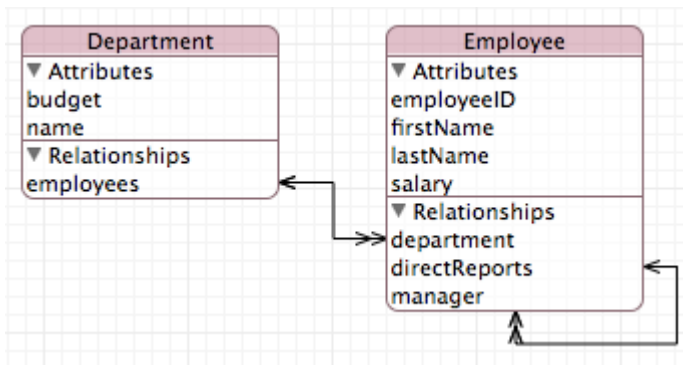 Department
Attributes
budget
name
Relationships
employees
Employee
Attributes
employeeID
firstName
lastName
salary
Relationships
department
directReports
manager